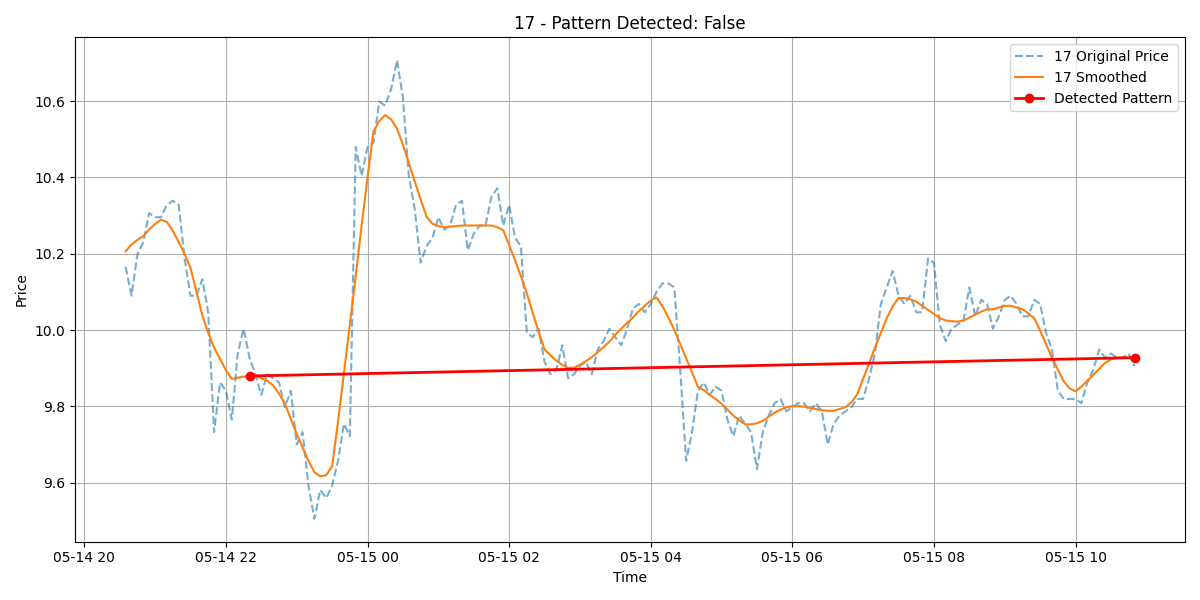 17 - Pattern Detected: False
17 Original Price
17 Smoothed
Detected Pattern
Price
10.6
10.4
10.2
10.0
9.8
9.6
05-14 20
05-14 22
05-15 00
05-15 02
05-15 04
05-15 06
05-15 08
05-15 10
Time